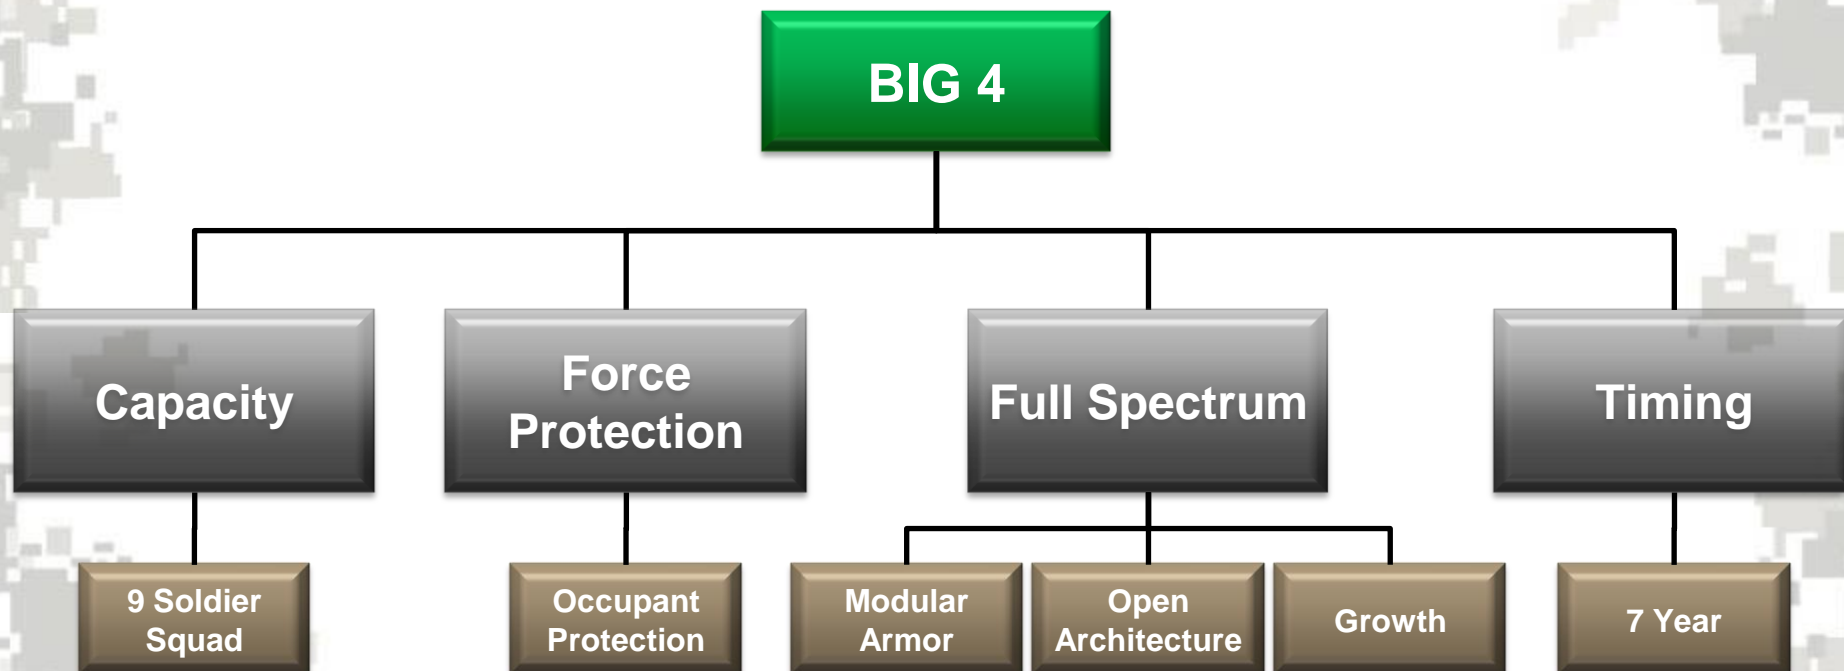 BIG 4
Capacity
Force
Protection
Full Spectrum
Timing
9 Soldier
Squad
Occupant
Protection
Modular
Armor
Open
Architecture
Growth
7 Year